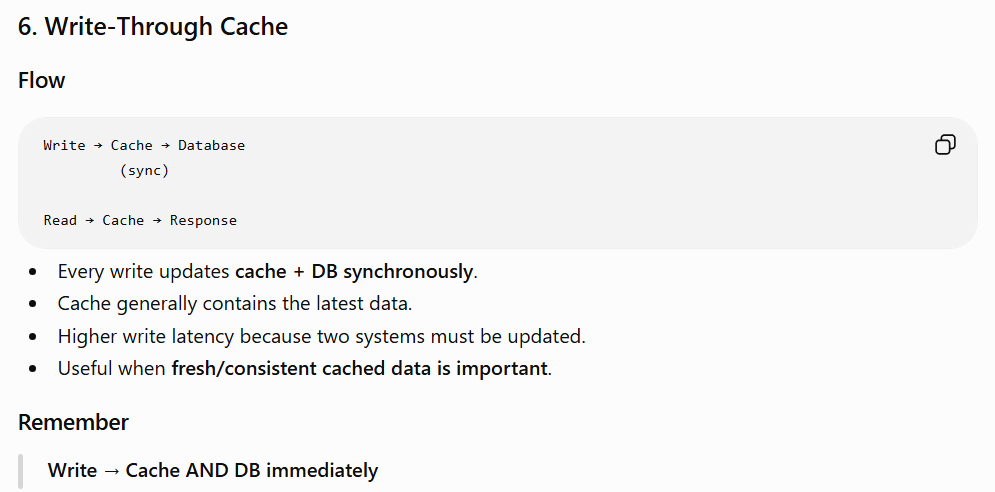 6. Write-Through Cache
Flow
Write → Cache → Database
(sync)
Read → Cache → Response
Every write updates cache + DB synchronously.
Cache generally contains the latest data.
Higher write latency because two systems must be updated.
Useful when fresh/consistent cached data is important.
Remember
Write → Cache AND DB immediately